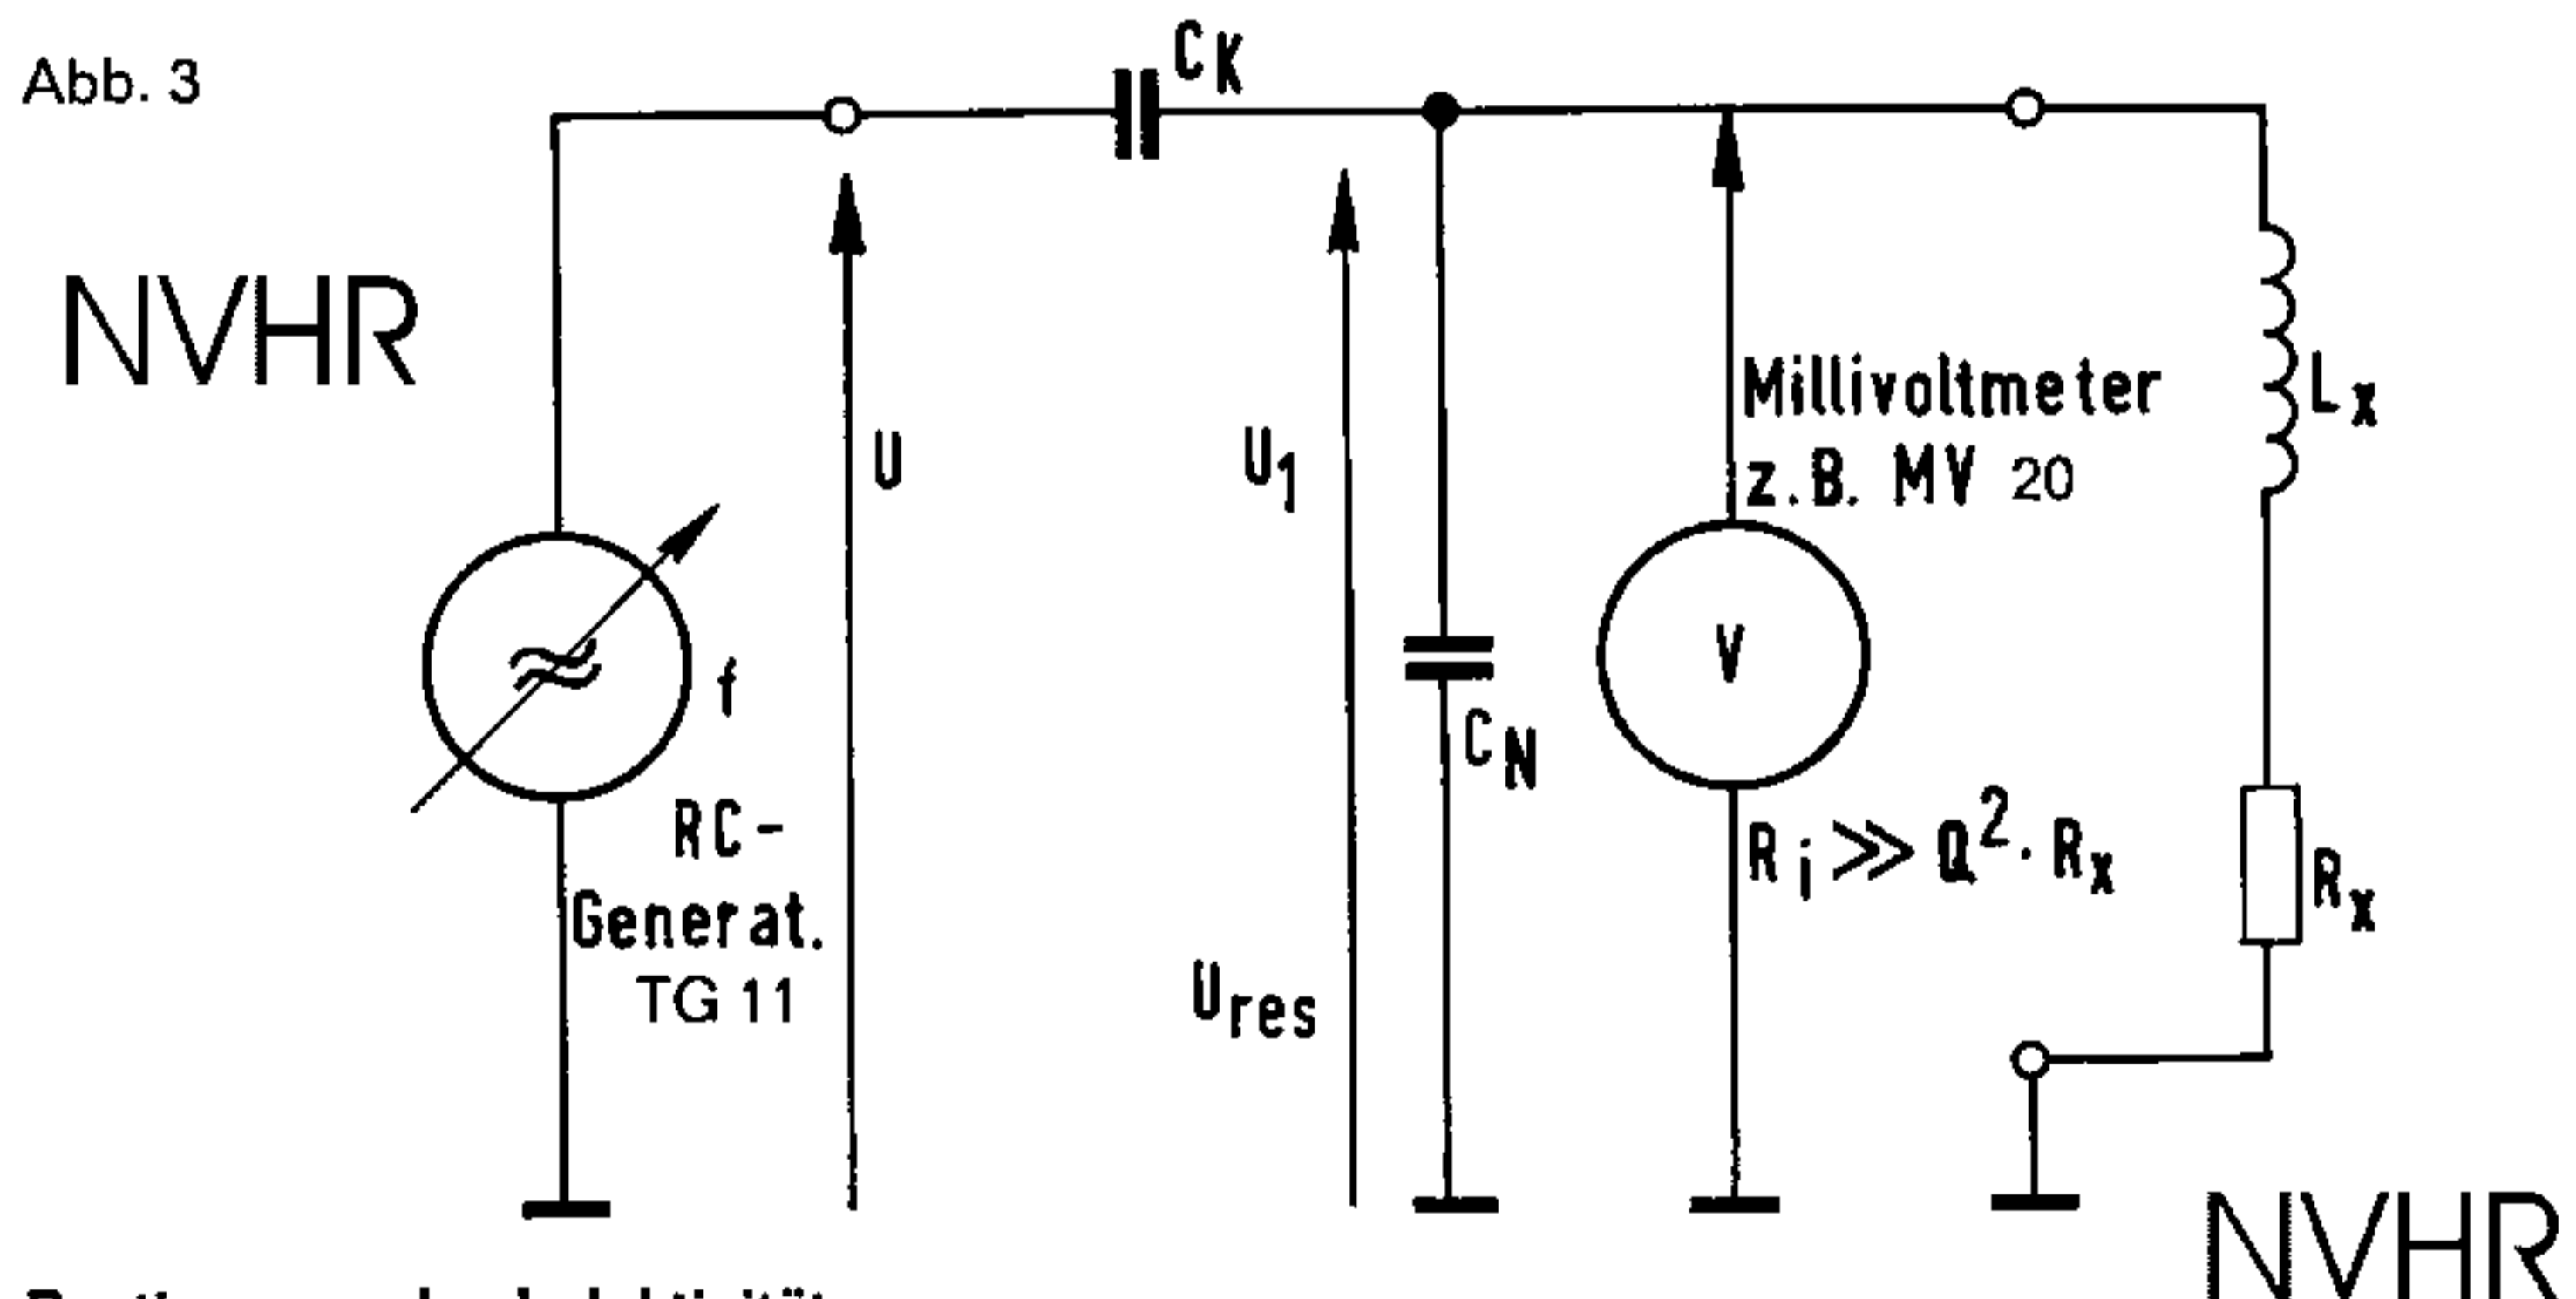 Abb. 3
C_K
NVHR
U
U_1
Millivoltmeter
z.B. MV 20
L_x
f
V
C_N
RC-
Generat.
TG 11
R_i ≫ Q²·R_x
R_x
U_res
NVHR